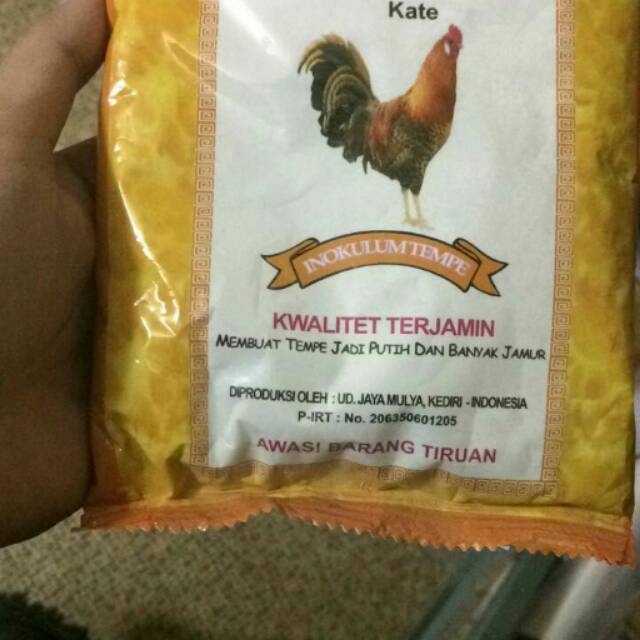 Kate
INOKULUM TEMPE
KWALITET TERJAMIN
MEMBUAT TEMPE JADI PUTIH DAN BANYAK JAMUR
DIPRODUKSI OLEH : UD. JAYA MULYA, KEDIRI - INDONESIA
P-IRT : No. 206350601205
AWAS! BARANG TIRUAN